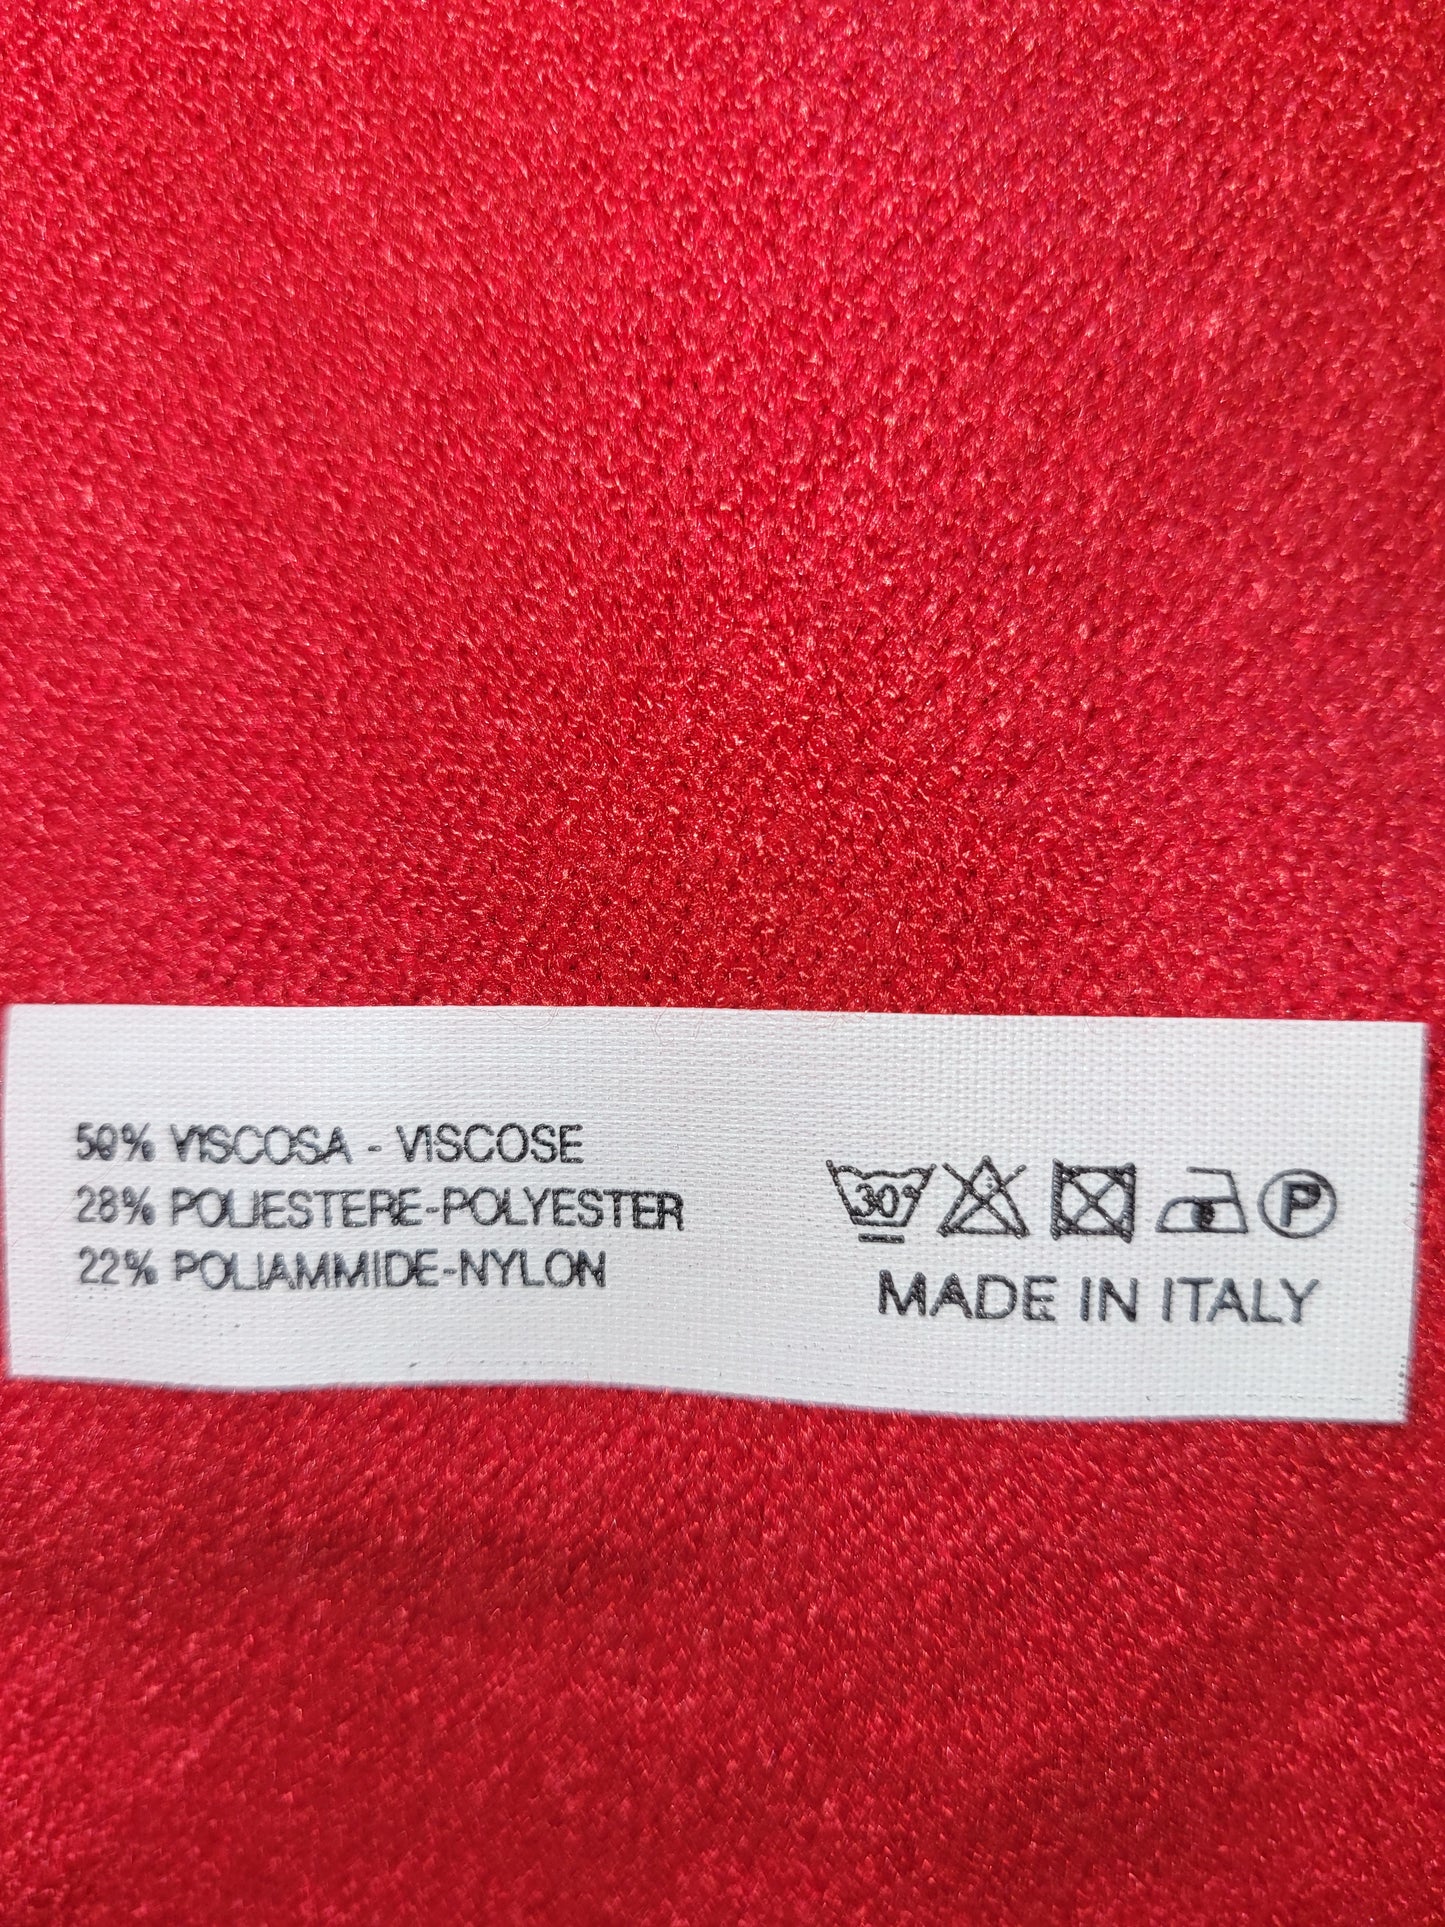 50% VISCOSA - VISCOSE
28% POLIESTERE-POLYESTER
22% POLIAMMIDE-NYLON
30°
P
MADE IN ITALY